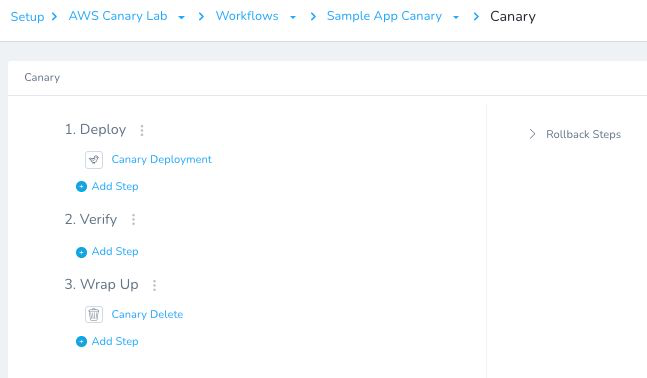 Setup > AWS Canary Lab > Workflows > Sample App Canary > Canary
Canary
1. Deploy
Canary Deployment
Add Step
2. Verify
Add Step
3. Wrap Up
Canary Delete
Add Step
Rollback Steps